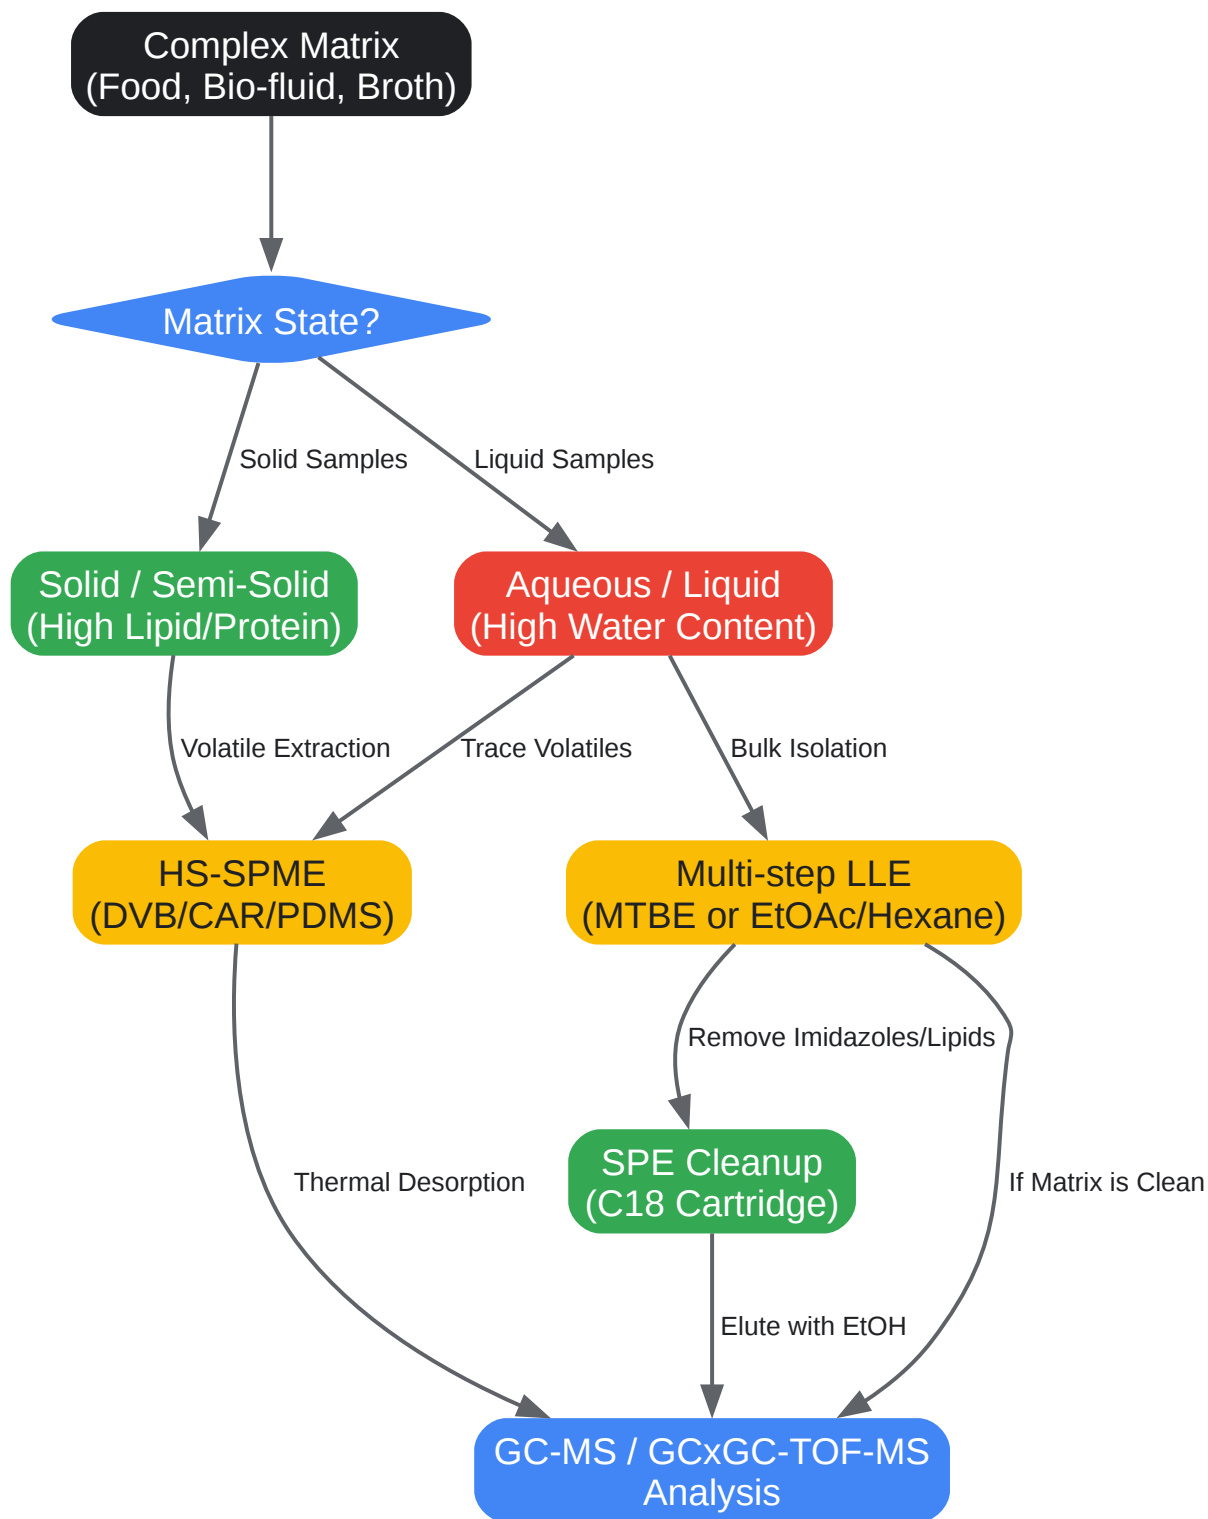 Complex Matrix
(Food, Bio-fluid, Broth)
Matrix State?
Solid Samples
Liquid Samples
Solid / Semi-Solid
(High Lipid/Protein)
Aqueous / Liquid
(High Water Content)
Volatile Extraction
Trace Volatiles
Bulk Isolation
HS-SPME
(DVB/CAR/PDMS)
Multi-step LLE
(MTBE or EtOAc/Hexane)
Remove Imidazoles/Lipids
SPE Cleanup
(C18 Cartridge)
Thermal Desorption
If Matrix is Clean
Elute with EtOH
GC-MS / GCxGC-TOF-MS
Analysis